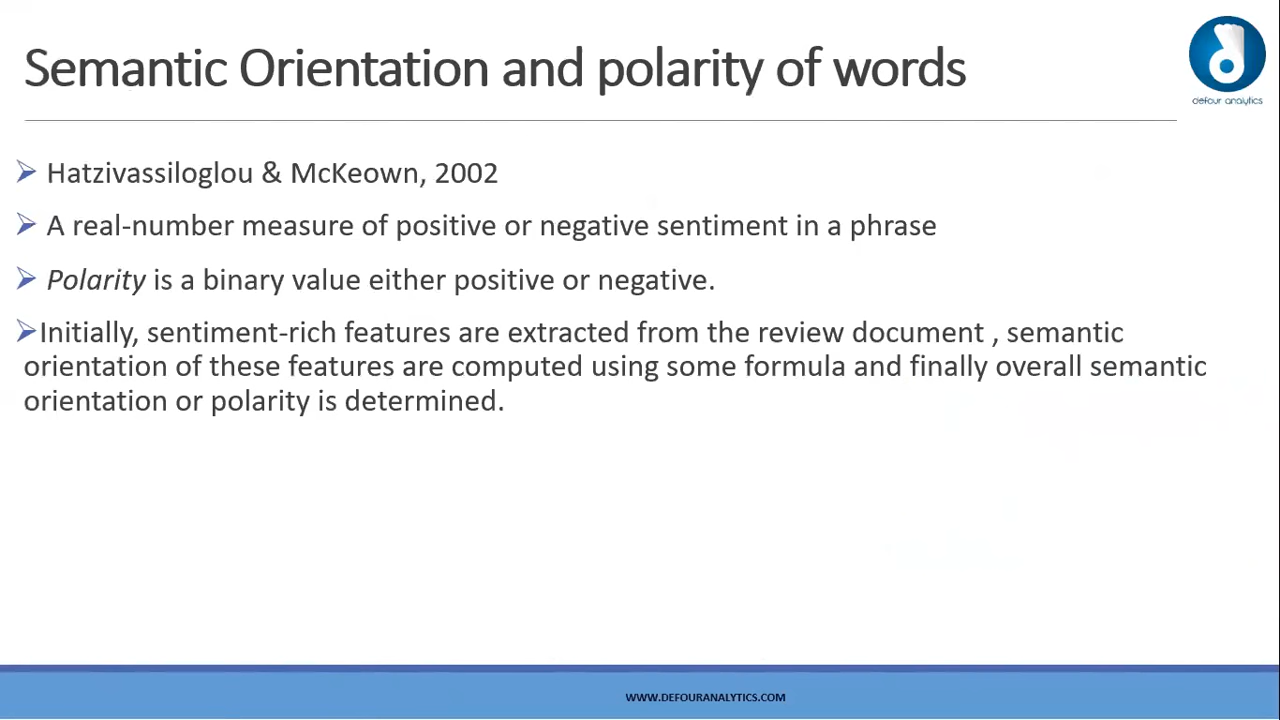 Semantic Orientation and polarity of words
defour analytics
Hatzivassiloglou & McKeown, 2002
A real-number measure of positive or negative sentiment in a phrase
Polarity is a binary value either positive or negative.
Initially, sentiment-rich features are extracted from the review document , semantic
orientation of these features are computed using some formula and finally overall semantic
orientation or polarity is determined.
WWW.DEFOURANALYTICS.COM